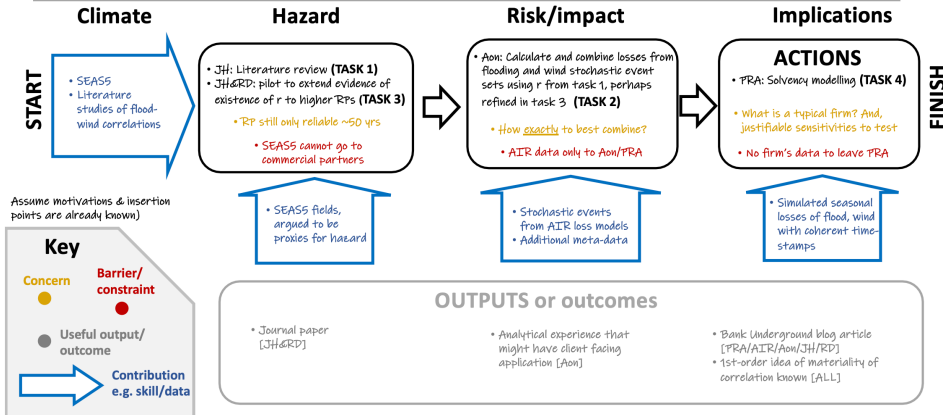 Climate
Hazard
Risk/impact
Implications
START
• SEAS5
• Literature
studies of flood-
wind correlations
• JH: Literature review (TASK 1)
• JH&RD: pilot to extend evidence of
existence of r to higher RPs (TASK 3)
• RP still only reliable ~50 yrs
• SEAS5 cannot go to
commercial partners
• Aon: Calculate and combine losses from
flooding and wind stochastic event
sets using r from task 1, perhaps
refined in task 3 (TASK 2)
• How exactly to best combine?
• AIR data only to Aon/PRA
ACTIONS
• PRA: Solvency modelling (TASK 4)
• What is a typical firm? And,
justifiable sensitivities to test
• No firm's data to leave PRA
FINISH
Assume motivations & insertion
points are already known)
• SEAS5 fields,
argued to be
proxies for hazard
• Stochastic events
from AIR loss models
• Additional meta-data
• Simulated seasonal
losses of flood, wind
with coherent time-
stamps
Key
Concern
Barrier/
constraint
Useful output/
outcome
Contribution
e.g. skill/data
OUTPUTS or outcomes
• Journal paper
[JH&RD]
• Analytical experience that
might have client facing
application [Aon]
• Bank Underground blog article
[PRA/AIR/Aon/JH/RD]
• 1st-order idea of materiality of
correlation known [ALL]